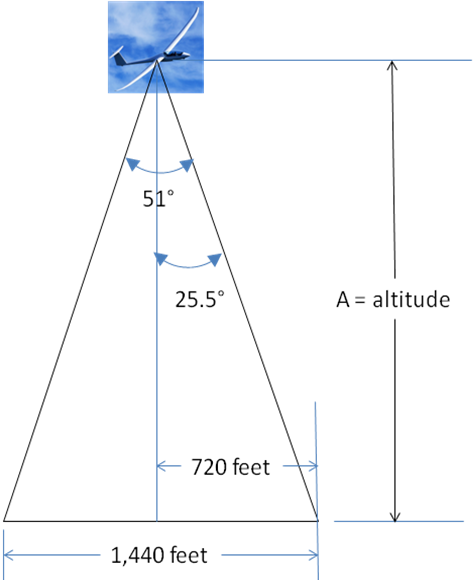 51°
25.5°
A = altitude
720 feet
1,440 feet